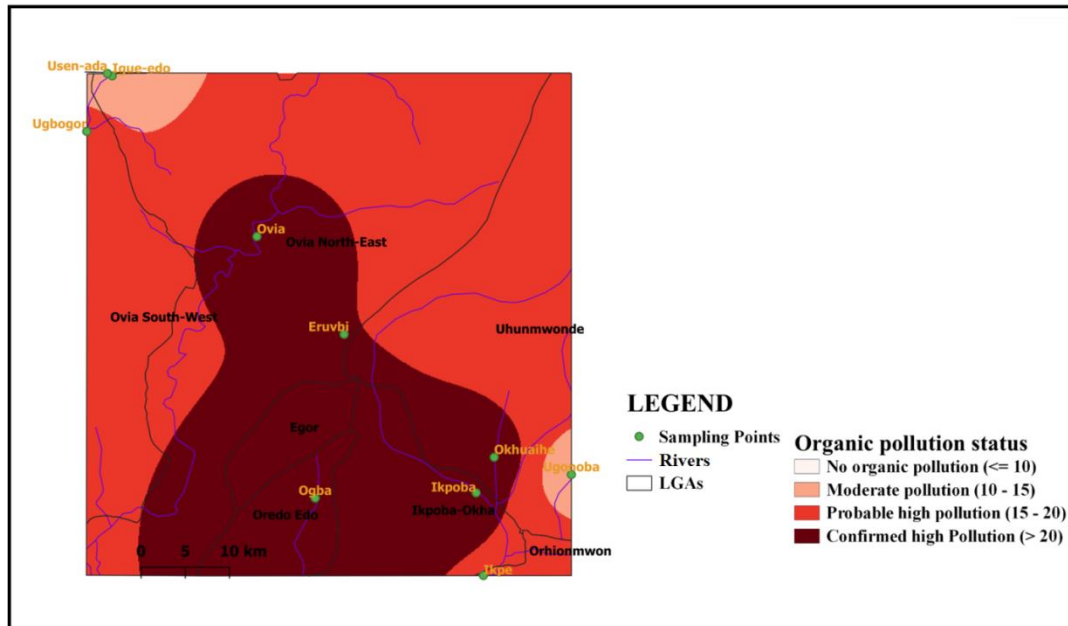 Usen-ada Igue-edo
Ugbogor
Ovia
Ovia North-East
Ovia South-West
Eruvbi
Uhunmwonde
Egor
Okhuaihe
Ugonoba
Ogba
Ikpoba
Oredo Edo
Ikpoba-Okha
Orhionmwon
Ikpe
0 5 10 km
LEGEND
Sampling Points
Rivers
LGAs
Organic pollution status
No organic pollution (<= 10)
Moderate pollution (10 - 15)
Probable high pollution (15 - 20)
Confirmed high Pollution (> 20)